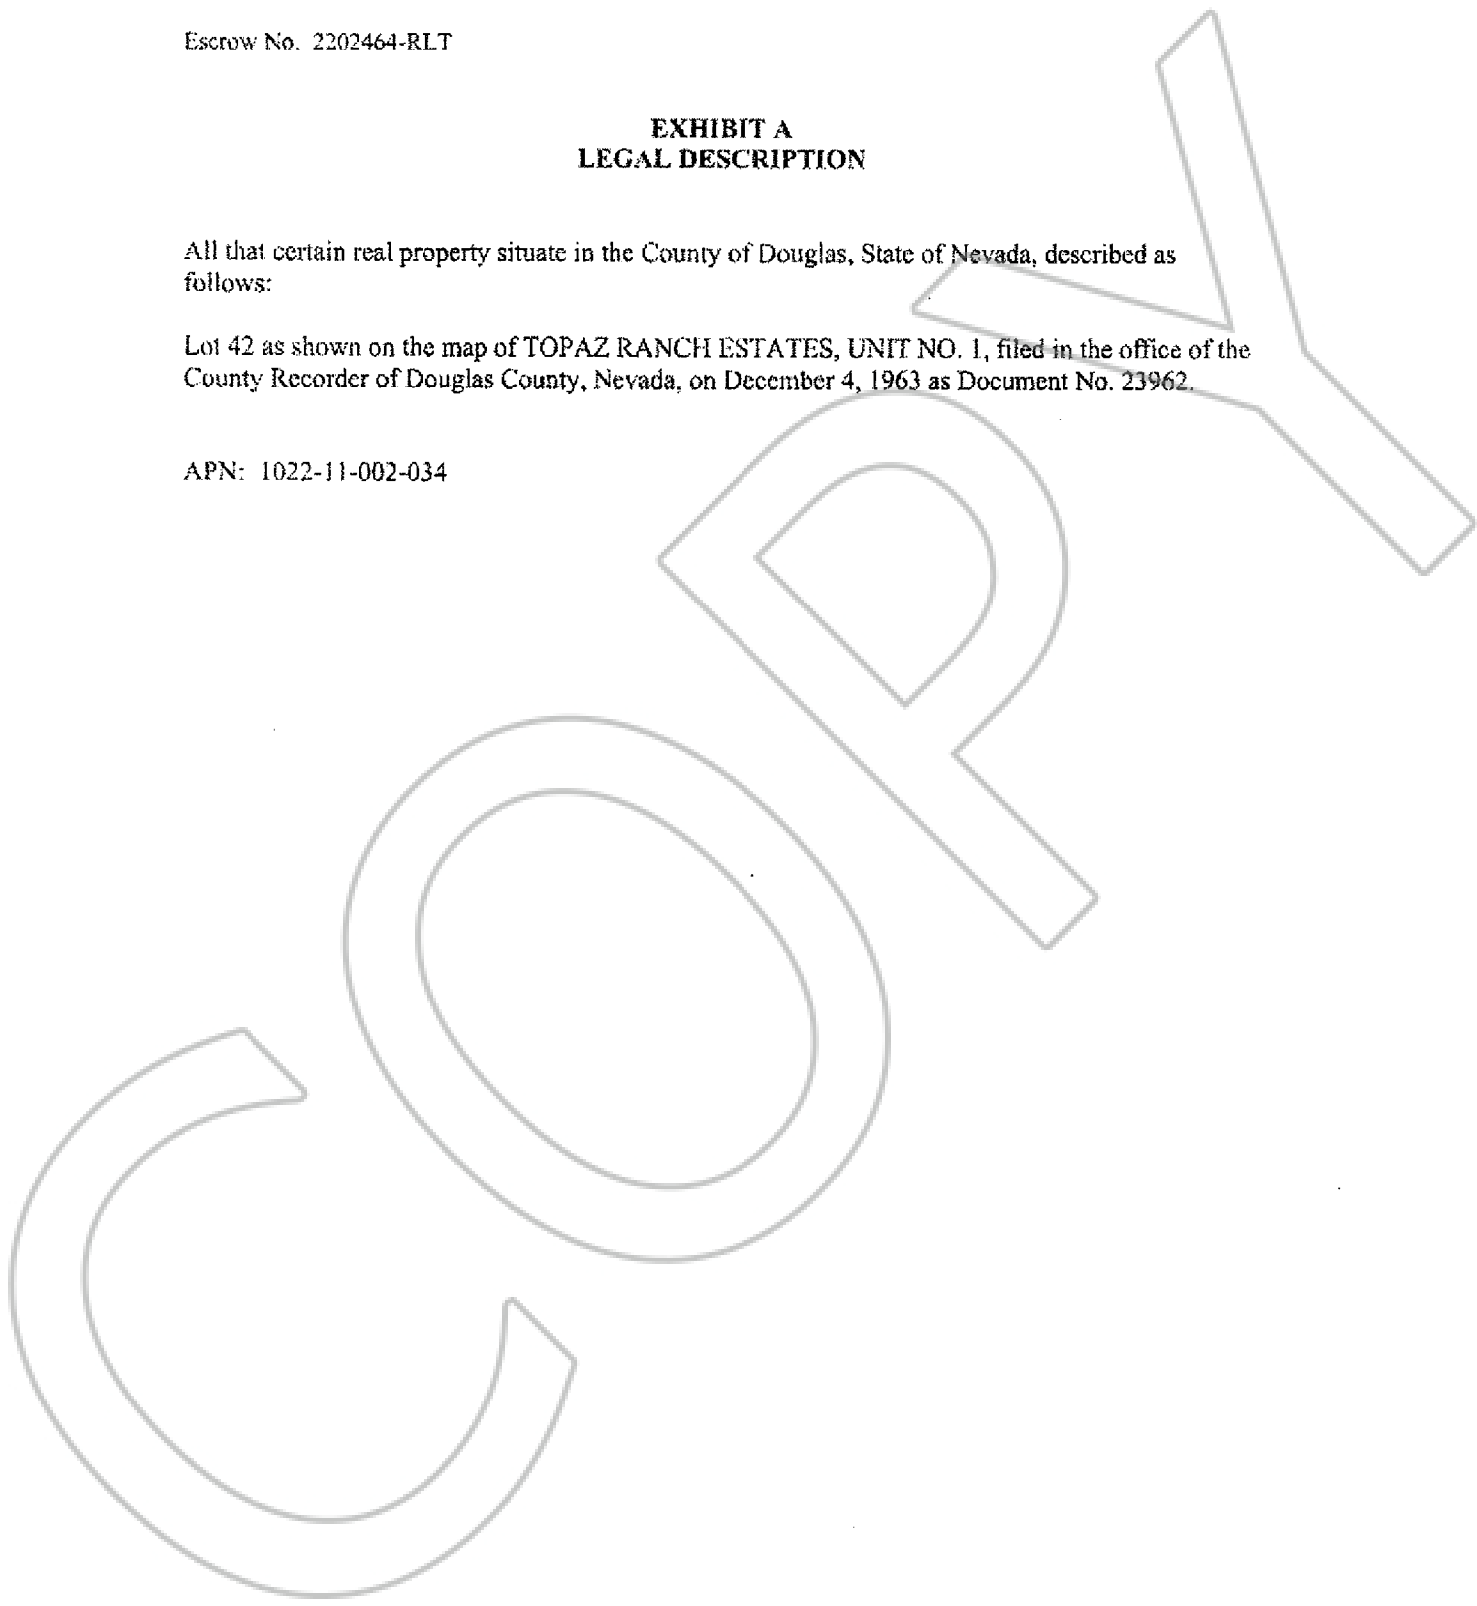 Escrow No. 2202464-RLT
EXHIBIT A
LEGAL DESCRIPTION
All that certain real property situate in the County of Douglas, State of Nevada, described as
follows:
Lot 42 as shown on the map of TOPAZ RANCH ESTATES, UNIT NO. 1, filed in the office of the
County Recorder of Douglas County, Nevada, on December 4, 1963 as Document No. 23962.
APN: 1022-11-002-034
COPY